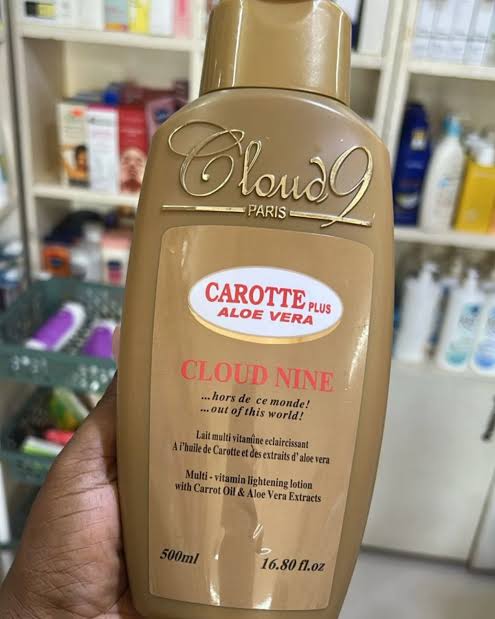 Cloud 9
PARIS
CAROTTE PLUS
ALOE VERA
CLOUD NINE
...hors de ce monde!
...out of this world!
Lait multi vitamine eclaircissant
A i'huile de Carotte et des extraits d' aloe vera
Multi - vitamin lightening lotion
with Carrot Oil & Aloe Vera Extracts
500ml 16.80 fl.oz